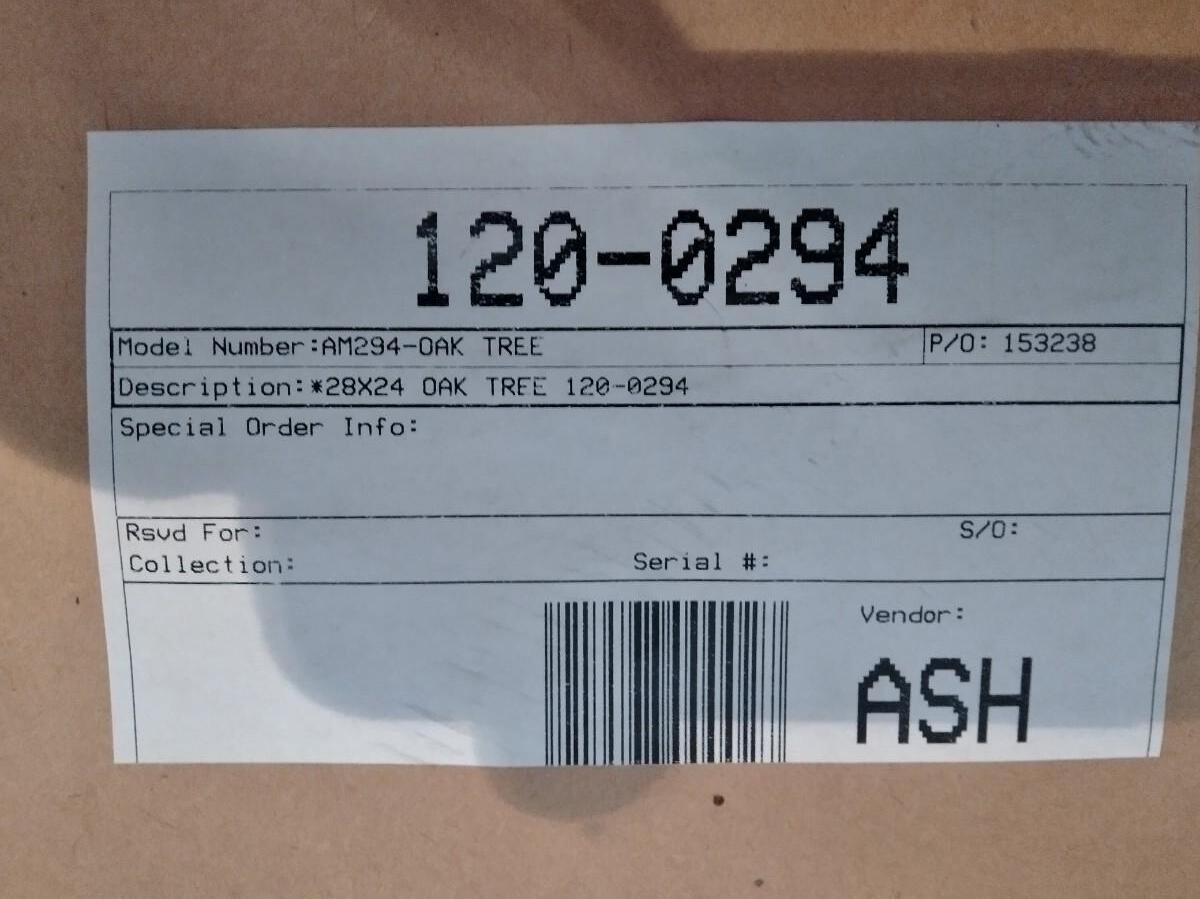 120-0294
Model Number:AM294-OAK TREE P/O: 153238
Description:*28X24 OAK TREE 120-0294
Special Order Info:
Rsvd For: S/O:
Collection: Serial #:
Vendor:
ASH